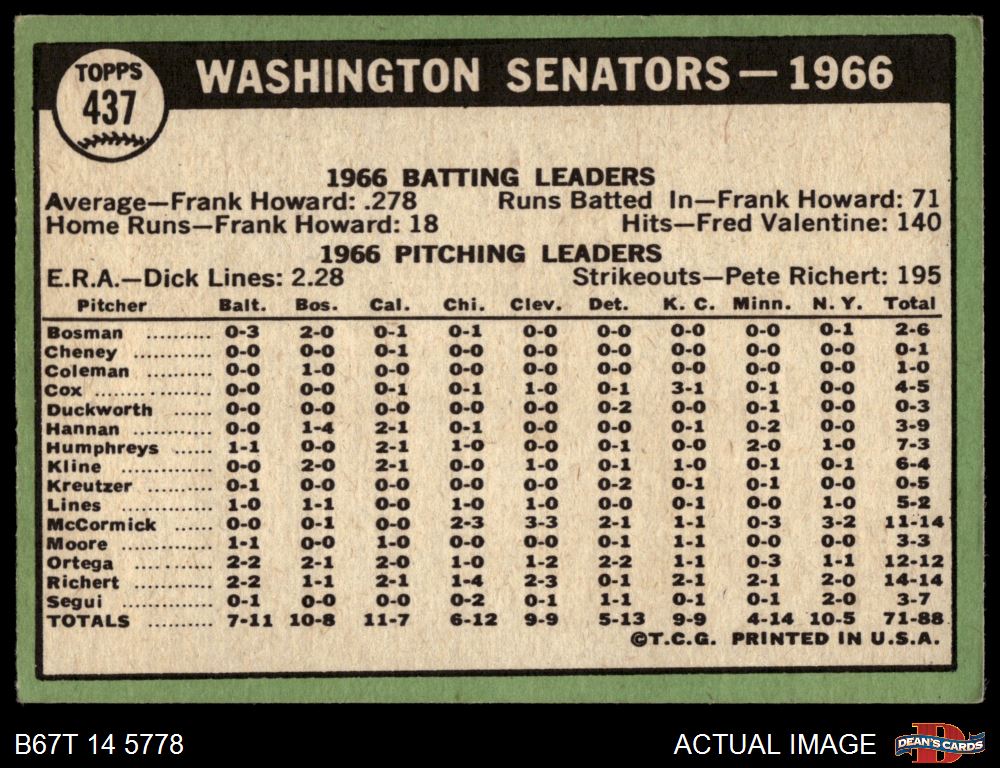 TOPPS
437
WASHINGTON SENATORS — 1966
1966 BATTING LEADERS
Average—Frank Howard: .278 Runs Batted In—Frank Howard: 71
Home Runs—Frank Howard: 18 Hits—Fred Valentine: 140
1966 PITCHING LEADERS
E.R.A.—Dick Lines: 2.28 Strikeouts—Pete Richert: 195
Pitcher Balt. Bos. Cal. Chi. Clev. Det. K. C. Minn. N. Y. Total
Bosman .......... 0-3 2-0 0-1 0-1 0-0 0-0 0-0 0-0 0-1 2-6
Cheney .......... 0-0 0-0 0-1 0-0 0-0 0-0 0-0 0-0 0-0 0-1
Coleman .......... 0-0 1-0 0-0 0-0 0-0 0-0 0-0 0-0 0-0 1-0
Cox .................. 0-0 0-0 0-1 0-1 1-0 0-1 3-1 0-1 0-0 4-5
Duckworth ...... 0-0 0-0 0-0 0-0 0-0 0-2 0-0 0-1 0-0 0-3
Hannan ............ 0-0 1-4 2-1 0-1 0-0 0-0 0-1 0-2 0-0 3-9
Humphreys ...... 1-1 0-0 2-1 1-0 0-0 0-1 0-0 2-0 1-0 7-3
Kline ................ 0-0 2-0 2-1 0-0 1-0 0-1 1-0 0-1 0-1 6-4
Kreutzer .......... 0-1 0-0 0-0 0-0 0-0 0-2 0-1 0-1 0-0 0-5
Lines ................ 1-0 1-1 0-0 1-0 1-0 0-0 0-1 0-0 1-0 5-2
McCormick ...... 0-0 0-1 0-0 2-3 3-3 2-1 1-1 0-3 3-2 11-14
Moore .............. 1-1 0-0 1-0 0-0 0-0 0-1 1-1 0-0 0-0 3-3
Ortega .............. 2-2 2-1 2-0 1-0 1-2 2-2 1-1 0-3 1-1 12-12
Richert ............ 2-2 1-1 2-1 1-4 2-3 0-1 2-1 2-1 2-0 14-14
Segui ................ 0-1 0-0 0-0 0-2 0-1 1-1 0-1 0-1 2-0 3-7
TOTALS .......... 7-11 10-8 11-7 6-12 9-9 5-13 9-9 4-14 10-5 71-88
©T.C.G. PRINTED IN U.S.A.
B67T 14 5778 ACTUAL IMAGE
D
DEAN'S CARDS